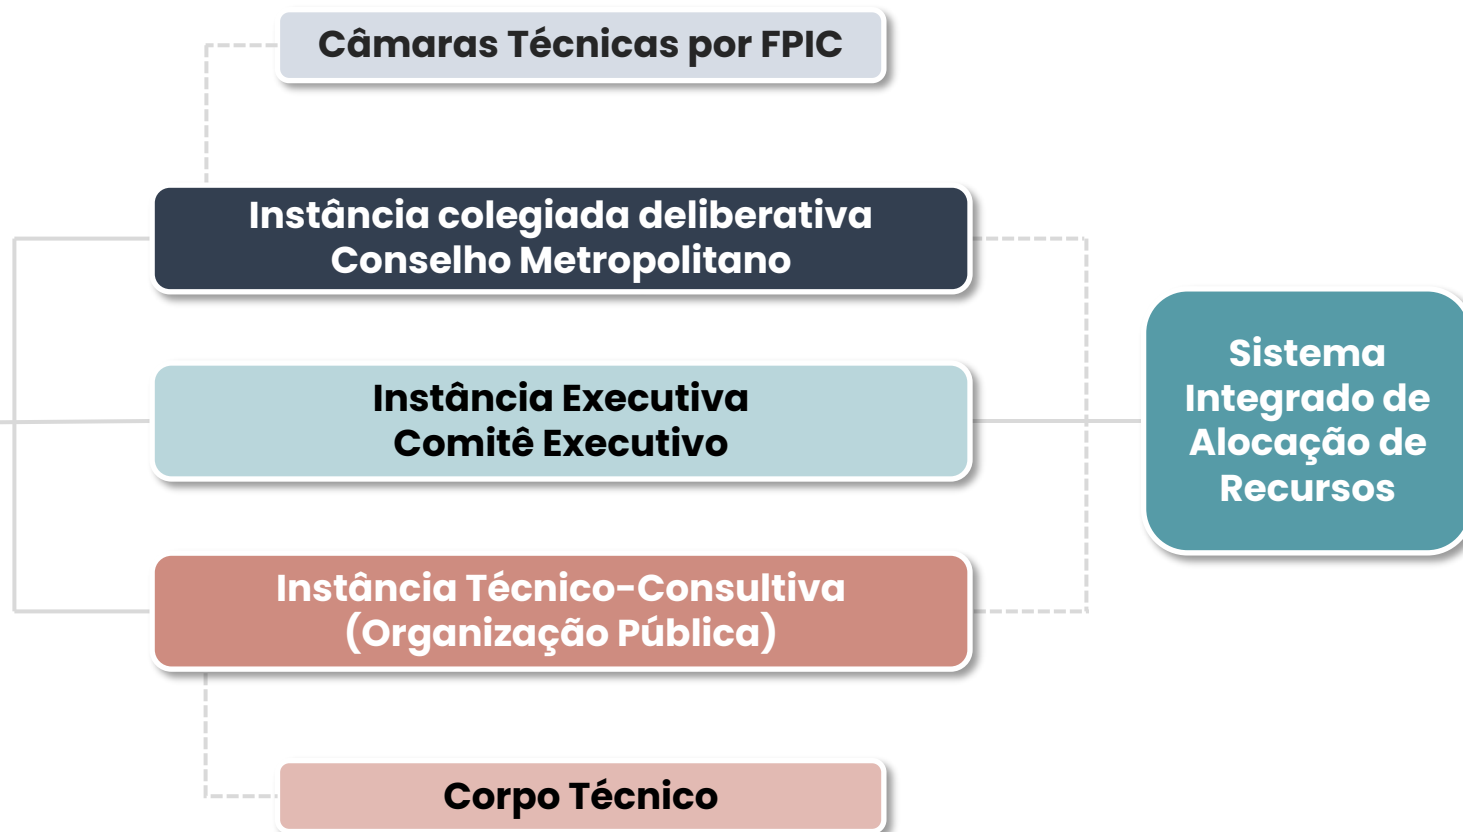 Câmaras Técnicas por FPIC
Instância colegiada deliberativa
Conselho Metropolitano
Instância Executiva
Comitê Executivo
Instância Técnico-Consultiva
(Organização Pública)
Corpo Técnico
Sistema
Integrado de
Alocação de
Recursos